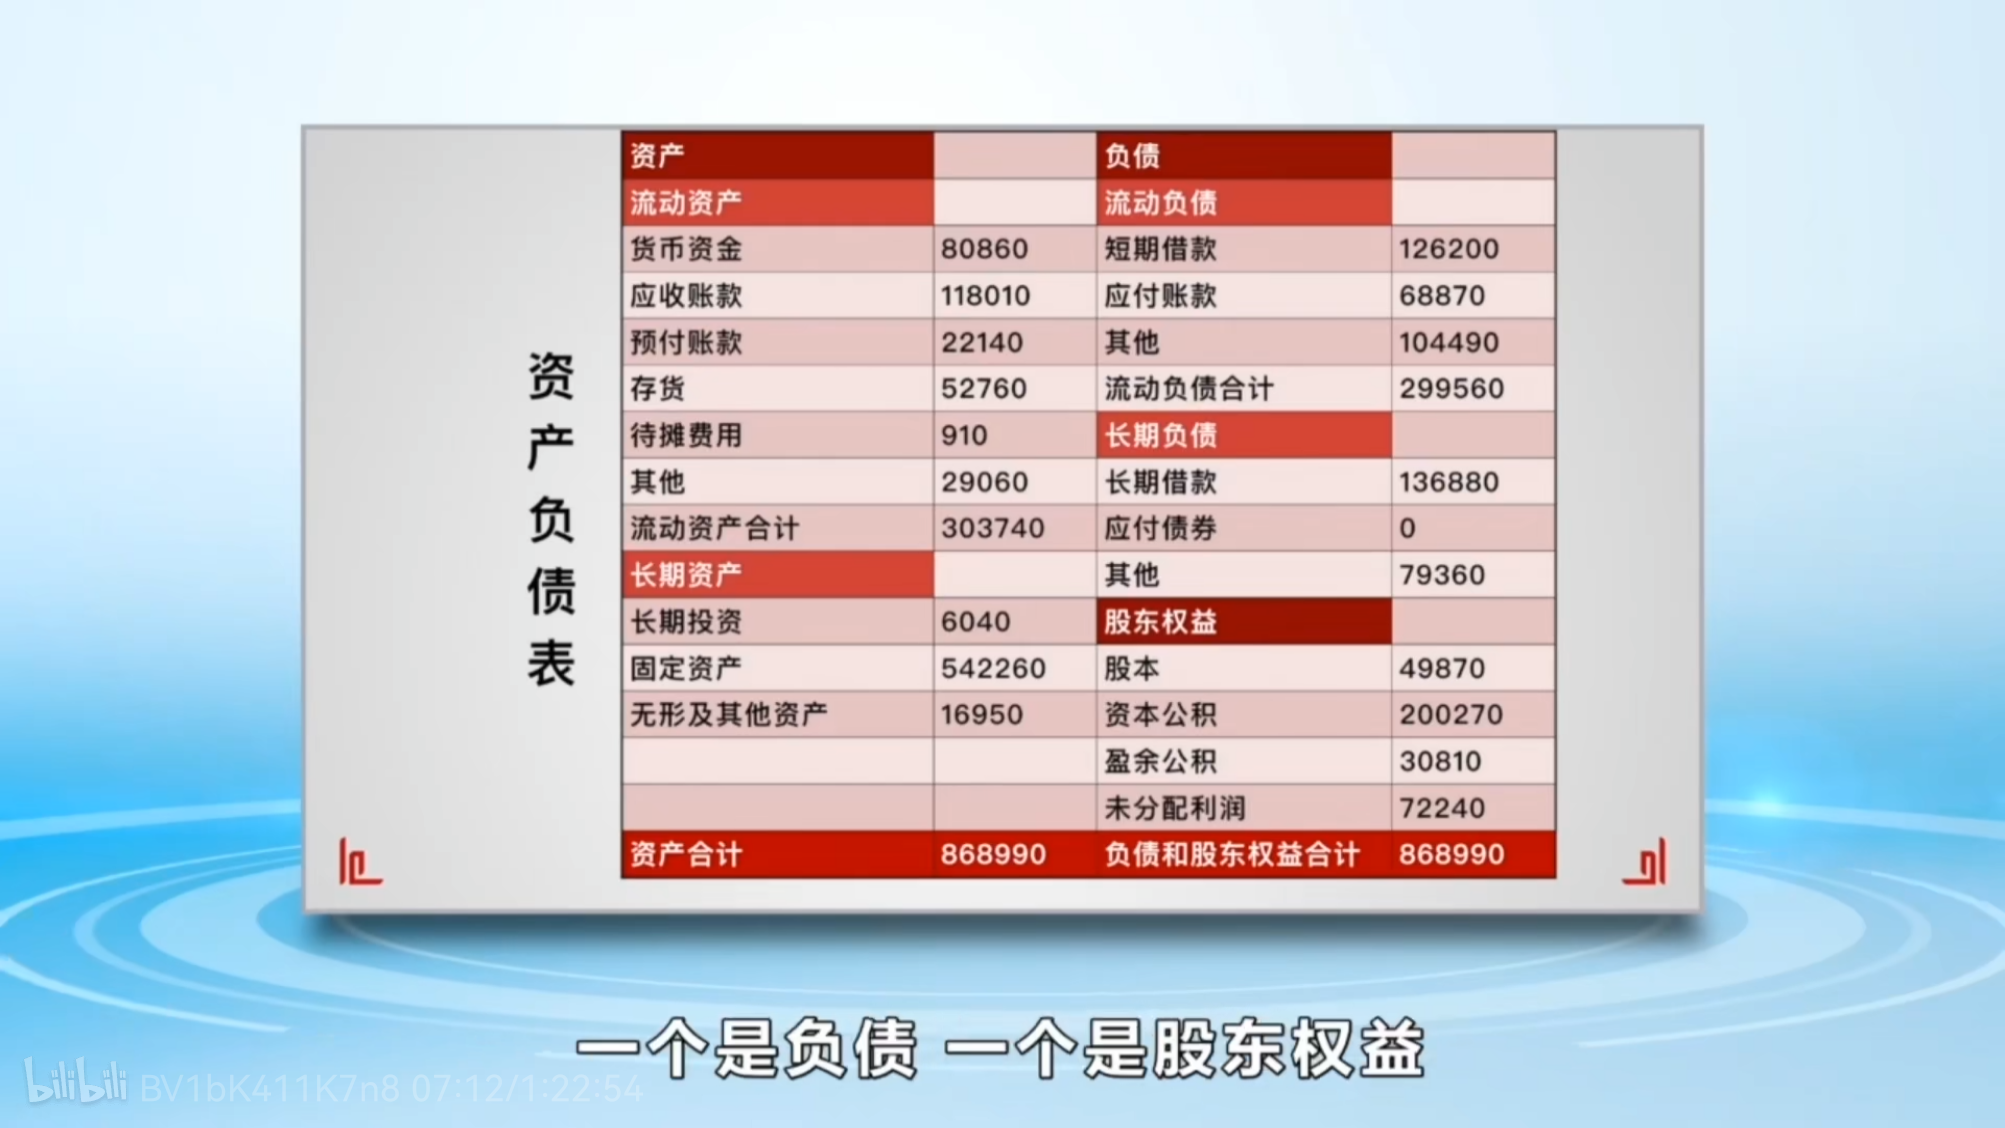 资产负债表
资产 负债
流动资产 流动负债
货币资金 80860 短期借款 126200
应收账款 118010 应付账款 68870
预付账款 22140 其他 104490
存货 52760 流动负债合计 299560
待摊费用 910 长期负债
其他 29060 长期借款 136880
流动资产合计 303740 应付债券 0
长期资产 其他 79360
长期投资 6040 股东权益
固定资产 542260 股本 49870
无形及其他资产 16950 资本公积 200270
盈余公积 30810
未分配利润 72240
资产合计 868990 负债和股东权益合计 868990
一个是负债 一个是股东权益
bilibili BV1bK411K7n8 07:12/1:22:54